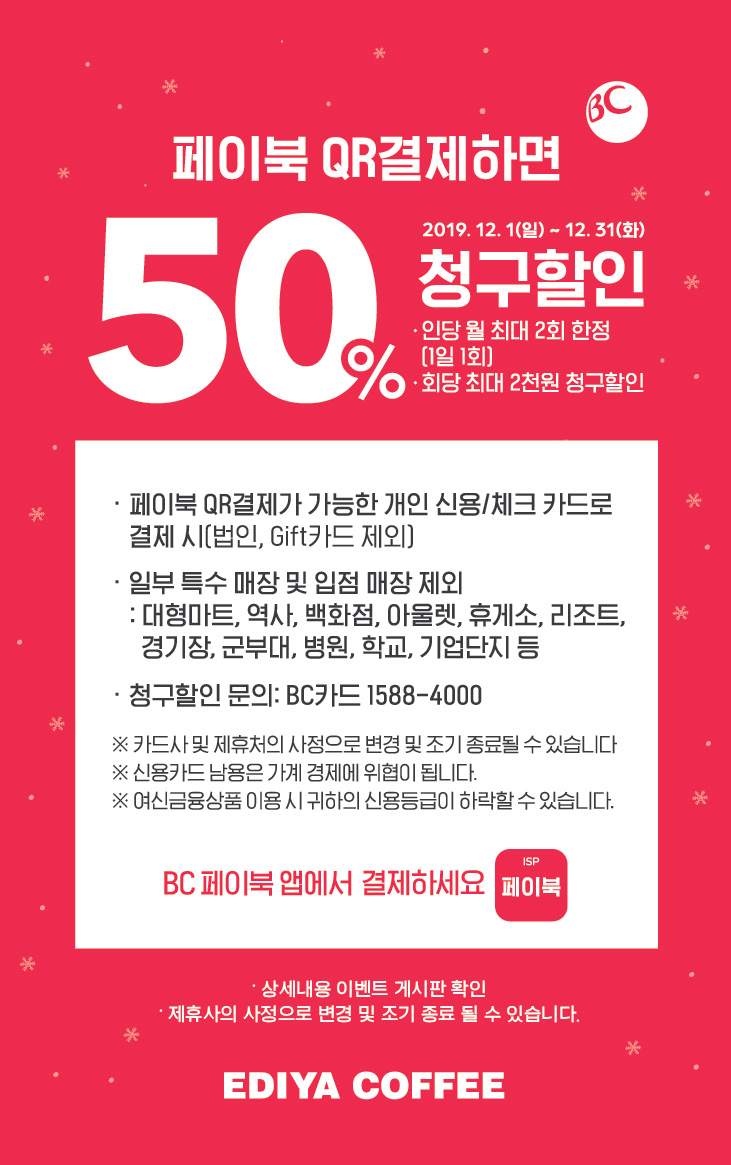 BC
페이북 QR결제하면
50%
2019. 12. 1(일) ~ 12. 31(화)
청구할인
· 인당 월 최대 2회 한정
(1일 1회)
· 회당 최대 2천원 청구할인
· 페이북 QR결제가 가능한 개인 신용/체크 카드로
결제 시(법인, Gift카드 제외)
· 일부 특수 매장 및 입점 매장 제외
: 대형마트, 역사, 백화점, 아울렛, 휴게소, 리조트,
경기장, 군부대, 병원, 학교, 기업단지 등
· 청구할인 문의: BC카드 1588-4000
※ 카드사 및 제휴처의 사정으로 변경 및 조기 종료될 수 있습니다
※ 신용카드 남용은 가계 경제에 위협이 됩니다.
※ 여신금융상품 이용 시 귀하의 신용등급이 하락할 수 있습니다.
BC 페이북 앱에서 결제하세요
ISP
페이북
· 상세내용 이벤트 게시판 확인
· 제휴사의 사정으로 변경 및 조기 종료 될 수 있습니다.
EDIYA COFFEE